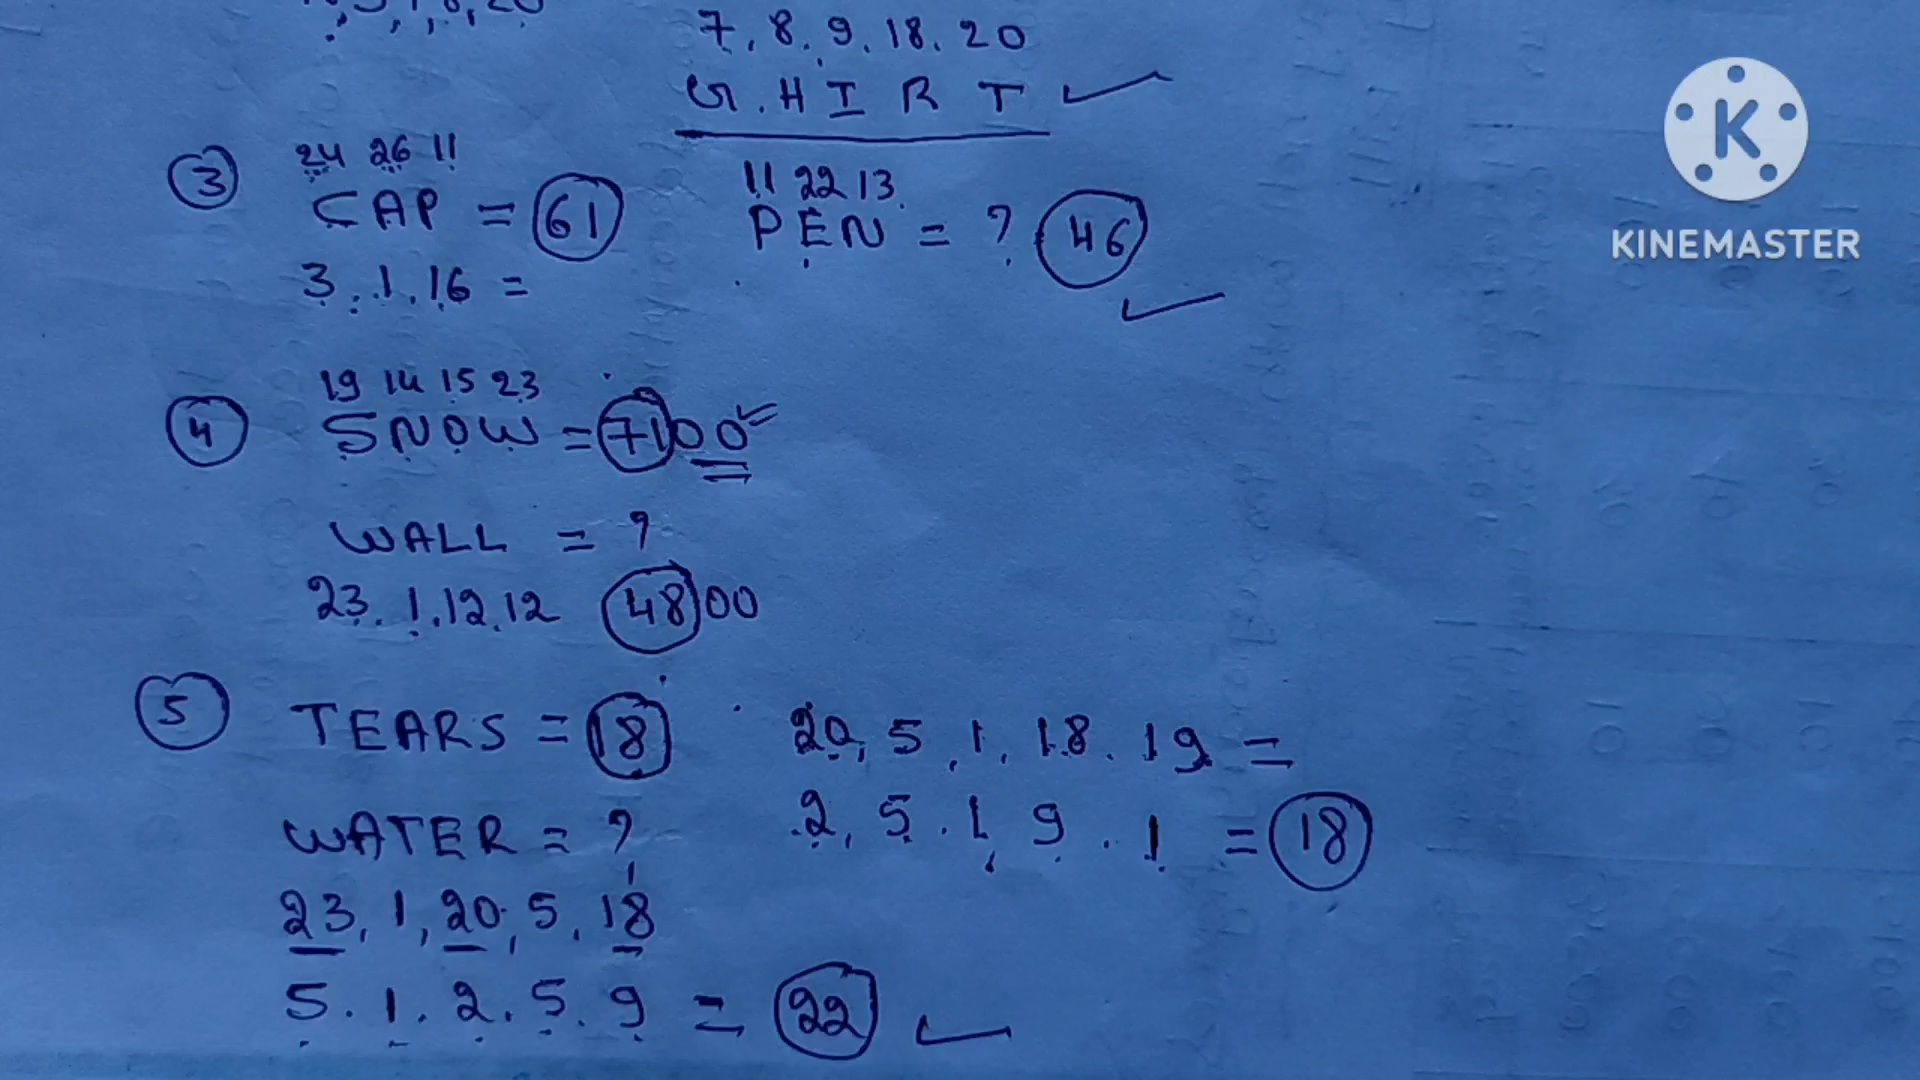 7, 8, 9, 18, 20
G. H I R T ✓
③ 24 26 11
CAP = 61
3, 1, 16 =
11 22 13
PEN = ? 46 ✓
④ 19 14 15 23
SNOW = 7100
WALL = ?
23, 1, 12, 12 4800
⑤ TEARS = 18
WATER = ?
23, 1, 20, 5, 18
5. 1. 2. 5. 9 = 22 ✓
20, 5, 1, 18, 19 =
2, 5, 1 9, 1 = 18
K
KINEMASTER